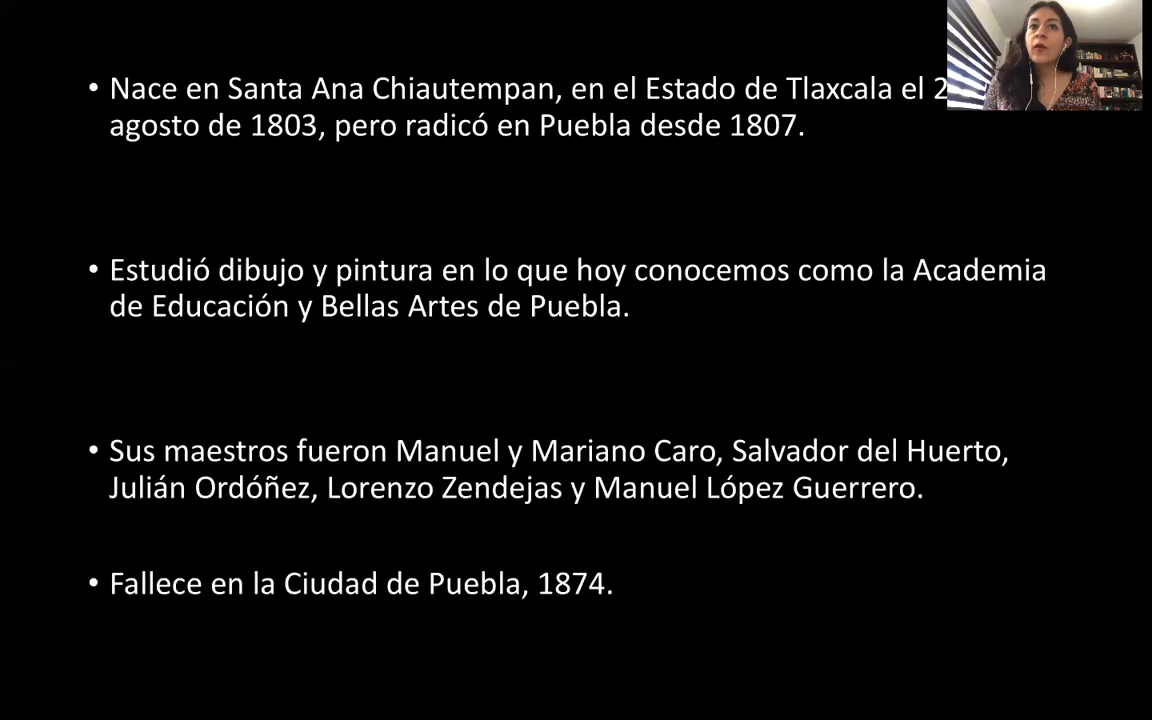 • Nace en Santa Ana Chiautempan, en el Estado de Tlaxcala el
agosto de 1803, pero radicó en Puebla desde 1807.
• Estudió dibujo y pintura en lo que hoy conocemos como la Academia
de Educación y Bellas Artes de Puebla.
• Sus maestros fueron Manuel y Mariano Caro, Salvador del Huerto,
Julián Ordóñez, Lorenzo Zendejas y Manuel López Guerrero.
• Fallece en la Ciudad de Puebla, 1874.